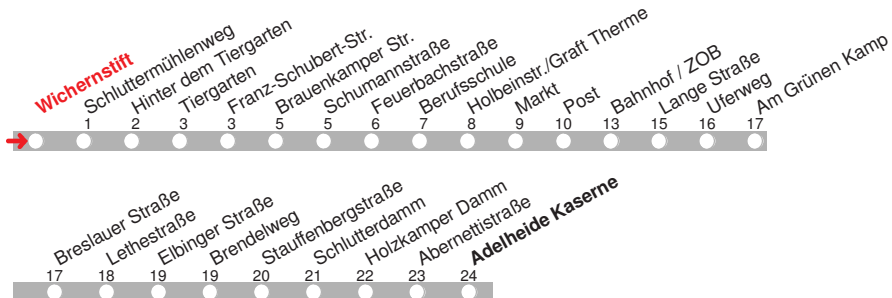 Wichernstift
Schluttermühlenweg
Hinter dem Tiergarten
Tiergarten
Franz-Schubert-Str.
Brauenkamper Str.
Schumannstraße
Feuerbachstraße
Berufsschule
Holbeinstr./Graft Therme
Markt
Post
Bahnhof / ZOB
Lange Straße
Uferweg
Am Grünen Kamp
1 2 3 3 5 5 6 7 8 9 10 13 15 16 17
Breslauer Straße
Lethestraße
Elbinger Straße
Brendelweg
Stauffenbergstraße
Schlutterdamm
Holzkamper Damm
Abernettistraße
Adelheide Kaserne
17 18 19 19 20 21 22 23 24